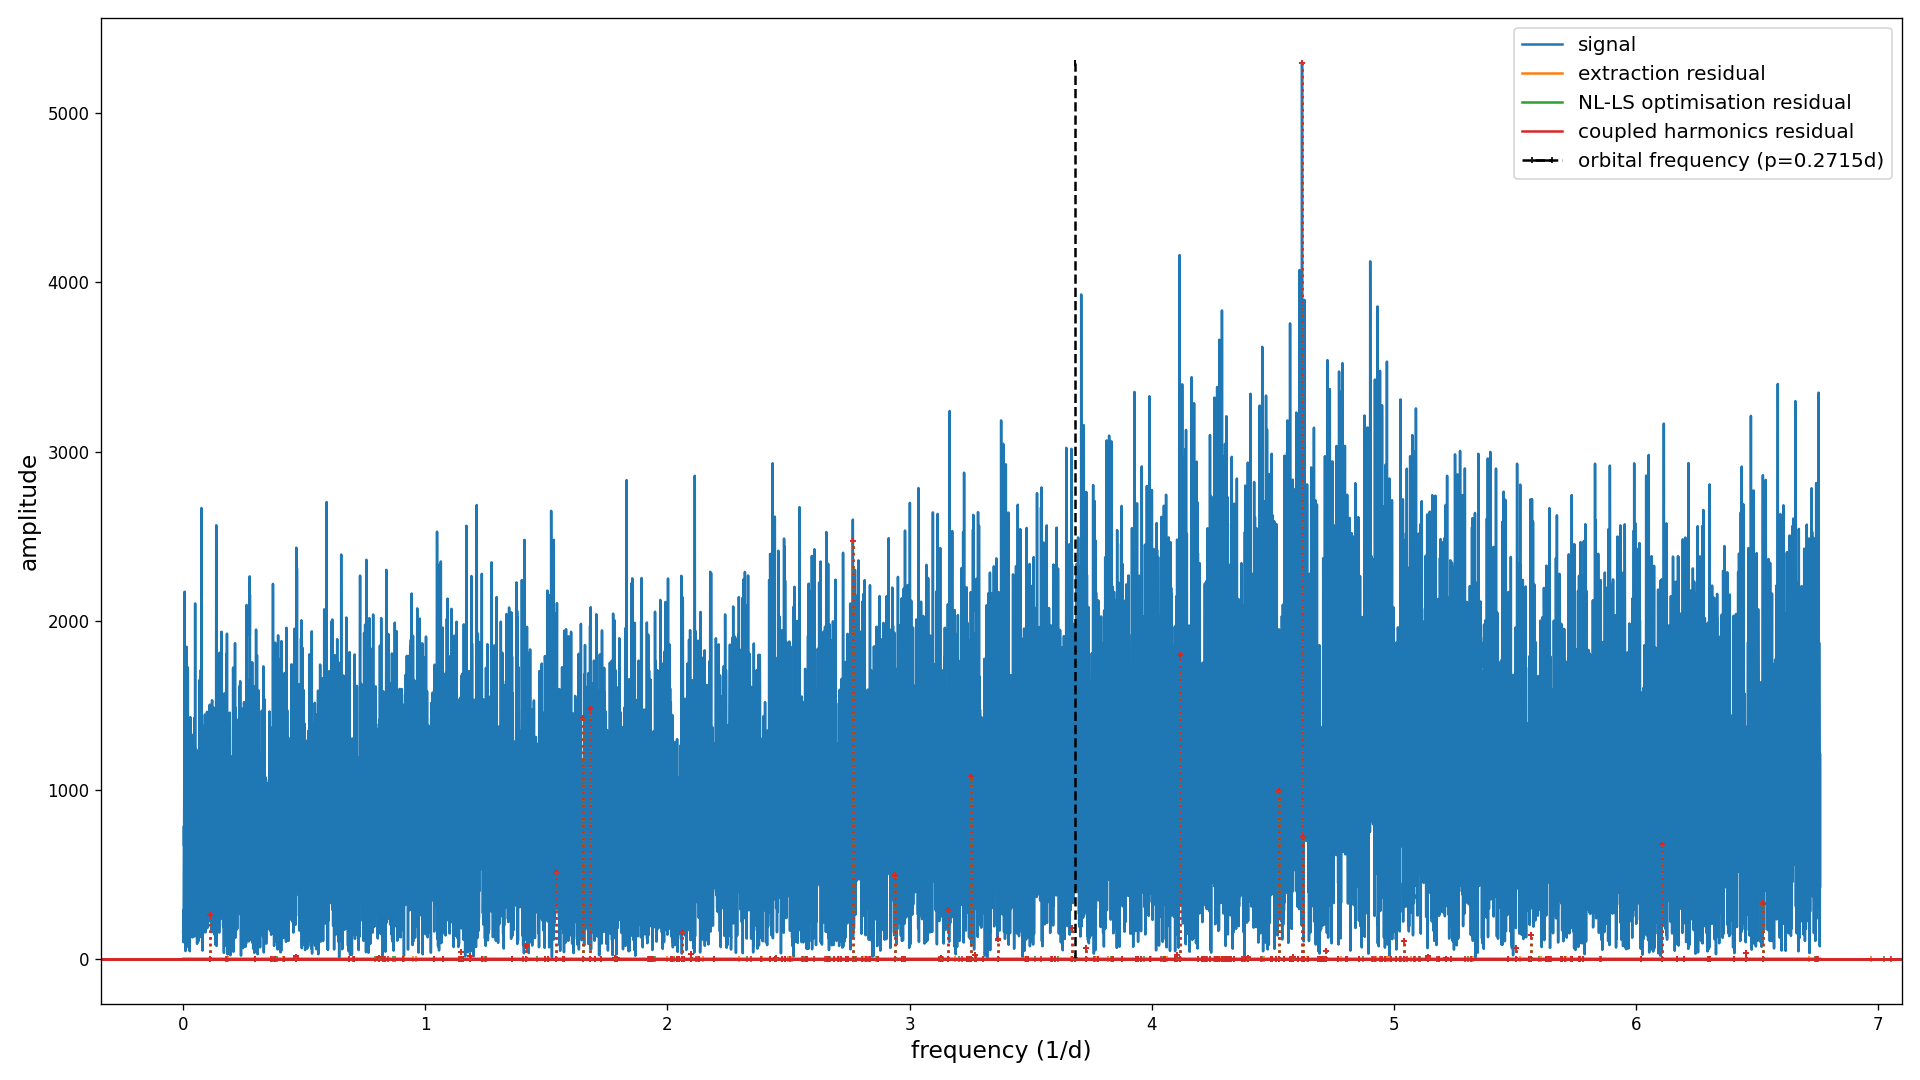 signal
extraction residual
NL-LS optimisation residual
coupled harmonics residual
orbital frequency (p=0.2715d)
5000
4000
3000
2000
1000
0
amplitude
0 1 2 3 4 5 6 7
frequency (1/d)